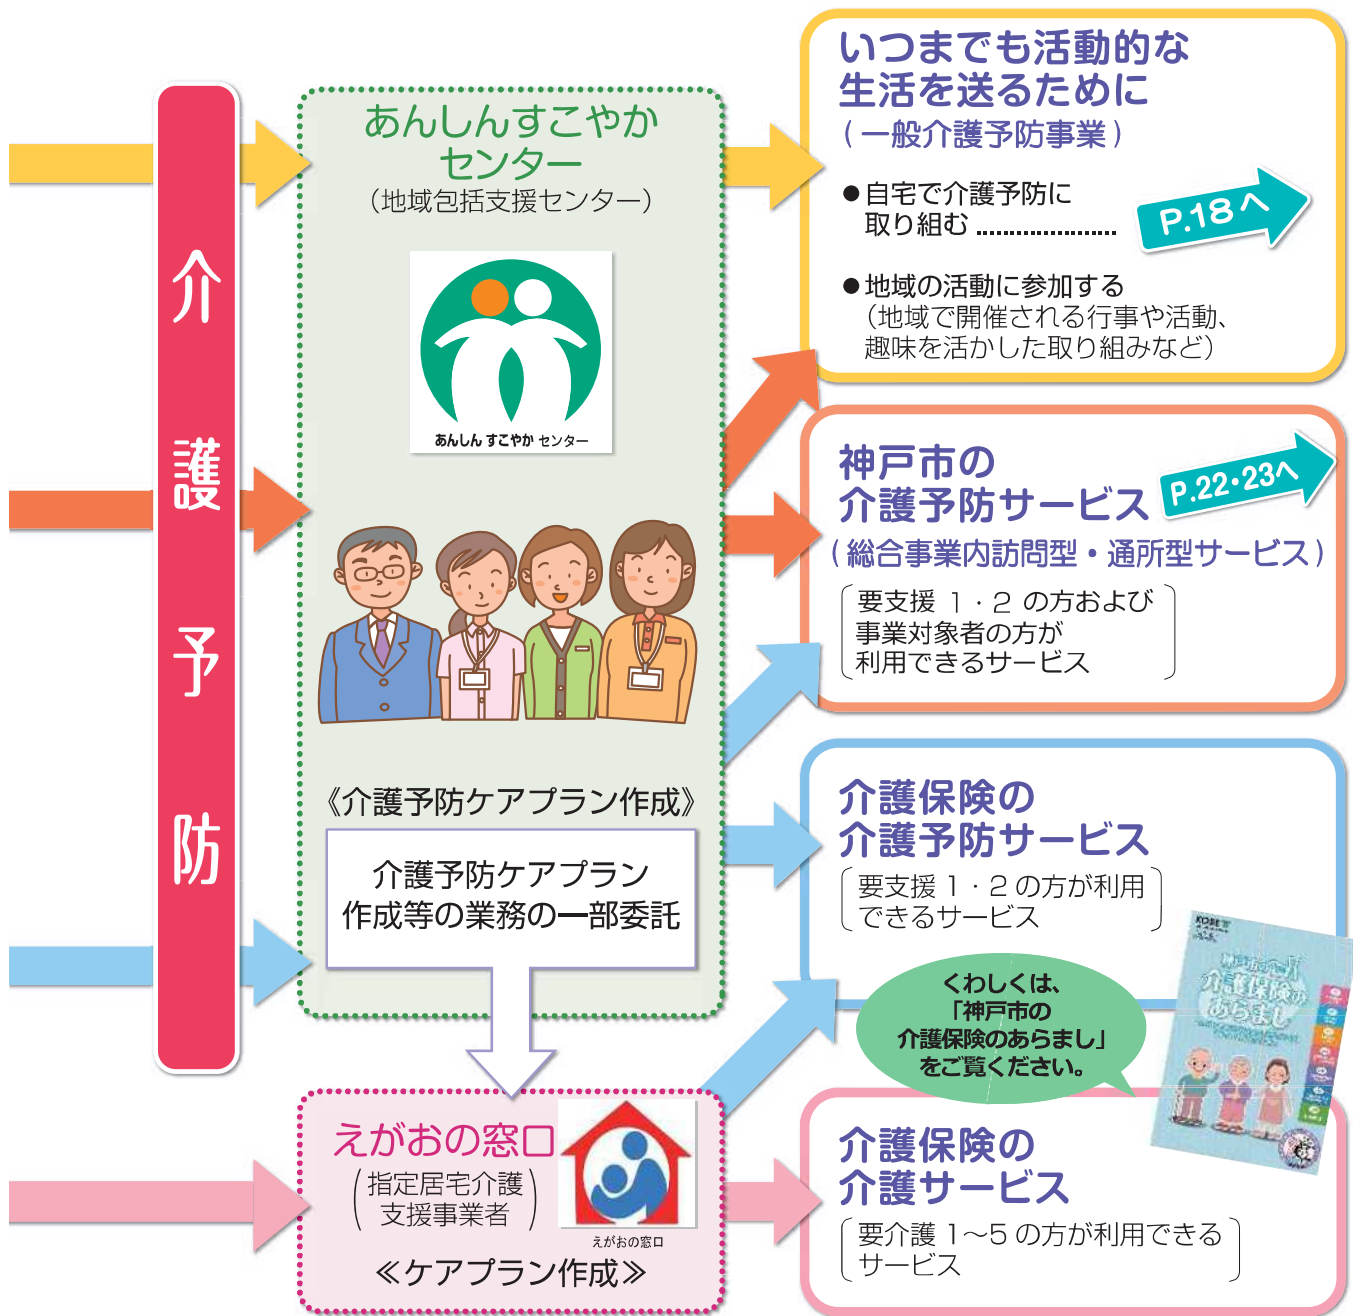 介護予防
あんしんすこやか
センター
（地域包括支援センター）
あんしん すこやか センター
《介護予防ケアプラン作成》
介護予防ケアプラン
作成等の業務の一部委託
えがおの窓口
（指定居宅介護
支援事業者）
えがおの窓口
≪ケアプラン作成≫
いつまでも活動的な
生活を送るために
（一般介護予防事業）
●自宅で介護予防に
取り組む ......................
P.18へ
●地域の活動に参加する
（地域で開催される行事や活動、
趣味を活かした取り組みなど）
神戸市の
介護予防サービス
P.22・23へ
（総合事業内訪問型・通所型サービス）
〔要支援 1・2 の方および
事業対象者の方が
利用できるサービス〕
介護保険の
介護予防サービス
〔要支援 1・2 の方が利用
できるサービス〕
くわしくは、
「神戸市の
介護保険のあらまし」
をご覧ください。
KOBE
介護保険の
あらまし
介護保険の
介護サービス
〔要介護 1～5 の方が利用できる
サービス〕